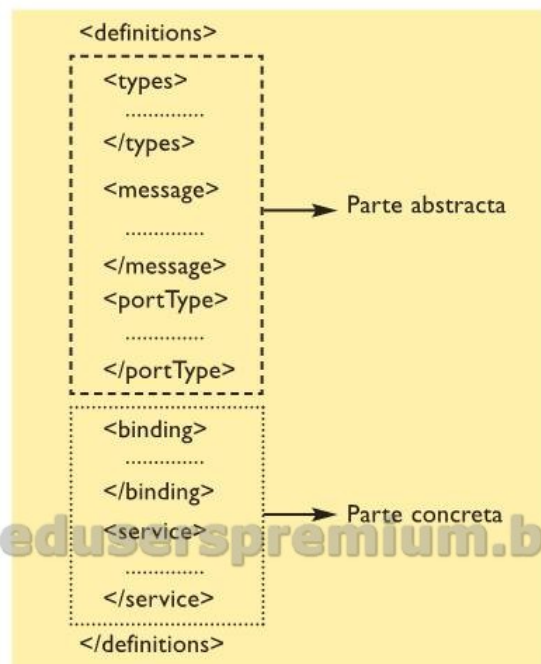 <definitions>
<types>
..............
</types>
<message>
Parte abstracta
..............
</message>
<portType>
..............
</portType>
<binding>
..............
</binding>
Parte concreta
<service>
..............
</service>
</definitions>
eduserspremium.b